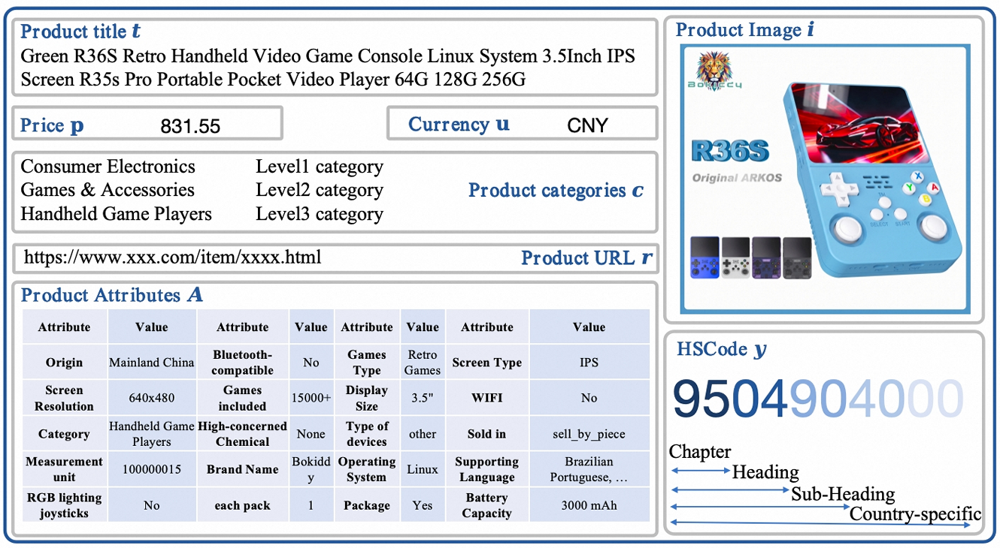 Product title t
Green R36S Retro Handheld Video Game Console Linux System 3.5Inch IPS
Screen R35s Pro Portable Pocket Video Player 64G 128G 256G
Price p 831.55
Currency u CNY
Consumer Electronics Level1 category
Games & Accessories Level2 category
Handheld Game Players Level3 category
Product categories c
https://www.xxx.com/item/xxxx.html
Product URL r
Product Attributes A
Attribute Value Attribute Value Attribute Value Attribute Value
Origin Mainland China Bluetooth-compatible No Games Type Retro Games Screen Type IPS
Screen Resolution 640x480 Games included 15000+ Display Size 3.5" WIFI No
Category Handheld Game Players High-concerned Chemical None Type of devices other Sold in sell_by_piece
Measurement unit 100000015 Brand Name Bokiddy Operating System Linux Supporting Language Brazilian Portuguese, …
RGB lighting joysticks No each pack 1 Package Yes Battery Capacity 3000 mAh
Product Image i
BOKICCY
R36S
Original ARKOS
X
Y
A
B
FN
SELECT
START
HSCode y
9504904000
Chapter
Heading
Sub-Heading
Country-specific